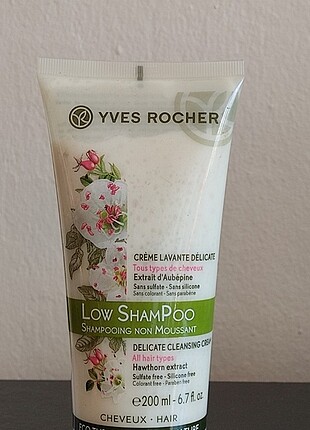 YVES ROCHER
CRÈME LAVANTE DÉLICATE
Tous types de cheveux
Extrait d'Aubépine
Sans sulfate - Sans silicone
Sans colorant - Sans parabène
LOW SHAMPOO
SHAMPOOING NON MOUSSANT
DELICATE CLEANSING CREAM
All hair types
Hawthorn extract
Sulfate free - Silicone free
Colorant free - Paraben free
e200 ml - 6.7 fl. oz
CHEVEUX · HAIR